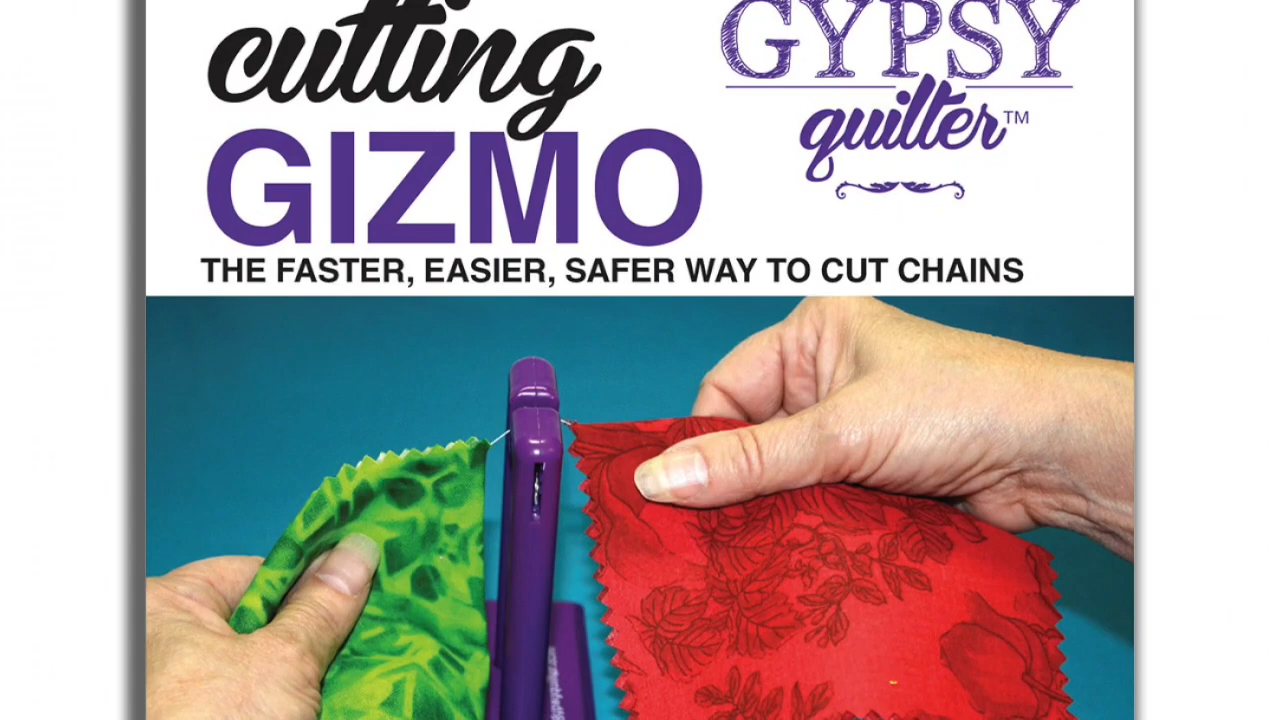 cutting
GIZMO
THE FASTER, EASIER, SAFER WAY TO CUT CHAINS
GYPSY
quilter™